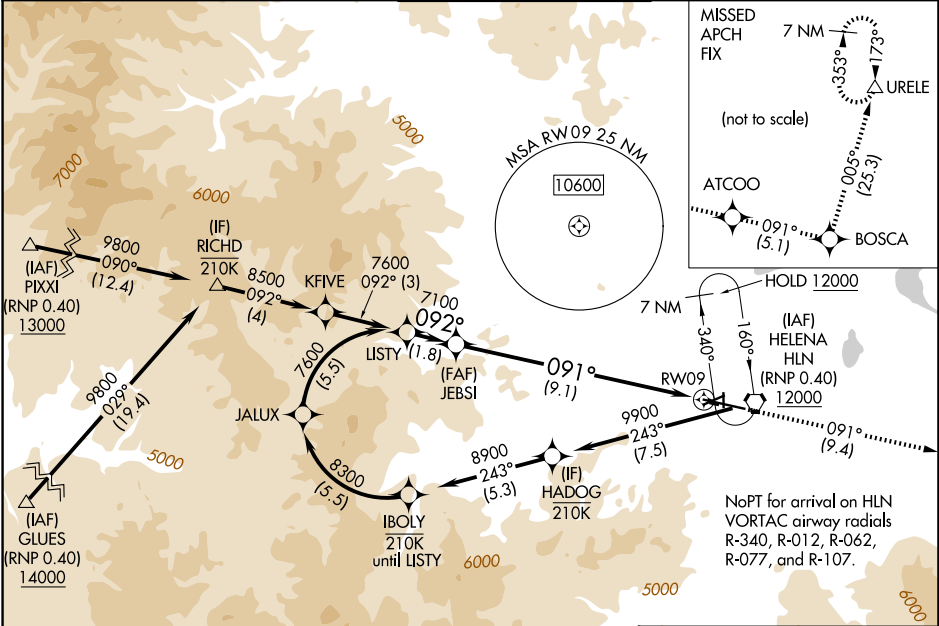 MISSED
APCH
FIX
7 NM
353°
173°
URELE
(not to scale)
005°
(25.3)
ATCOO
091°
(5.1)
BOSCA
5000
7000
6000
MSA RW09 25 NM
10600
(IAF)
PIXXI
(RNP 0.40)
13000
9800
090°
(12.4)
(IF)
RICHD
210K
8500
092°
(4)
KFIVE
7600
092° (3)
7100
092°
LISTY
(1.8)
(FAF)
JEBSI
091°
(9.1)
HOLD 12000
7 NM
340°
160°
(IAF)
HELENA
HLN
(RNP 0.40)
12000
RW09
091°
(9.4)
9800
029°
(19.4)
7600
(5.5)
JALUX
8300
(5.5)
9900
243°
(7.5)
8900
243°
(5.3)
(IF)
HADOG
210K
IBOLY
210K
until LISTY
5000
(IAF)
GLUES
(RNP 0.40)
14000
NoPT for arrival on HLN
VORTAC airway radials
R-340, R-012, R-062,
R-077, and R-107.
6000
5000
6000